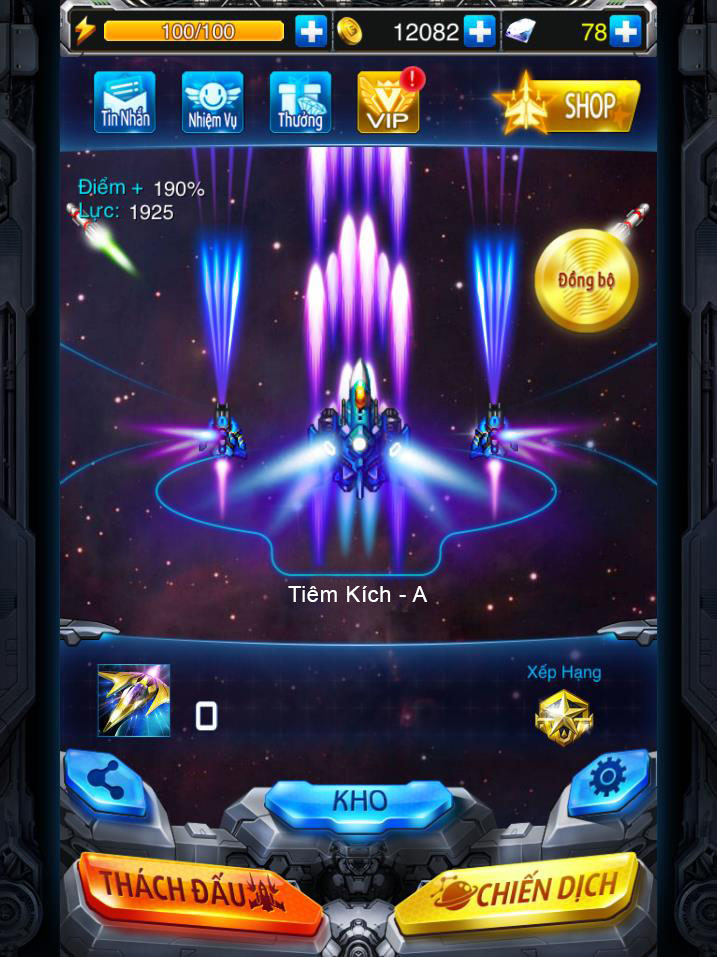 100/100
12082
78
Tin Nhắn
Nhiệm Vụ
Thưởng
VIP
!
SHOP
Điểm + 190%
Lực: 1925
Đồng bộ
Tiêm Kích - A
0
Xếp Hạng
KHO
THÁCH ĐẤU
CHIẾN DỊCH